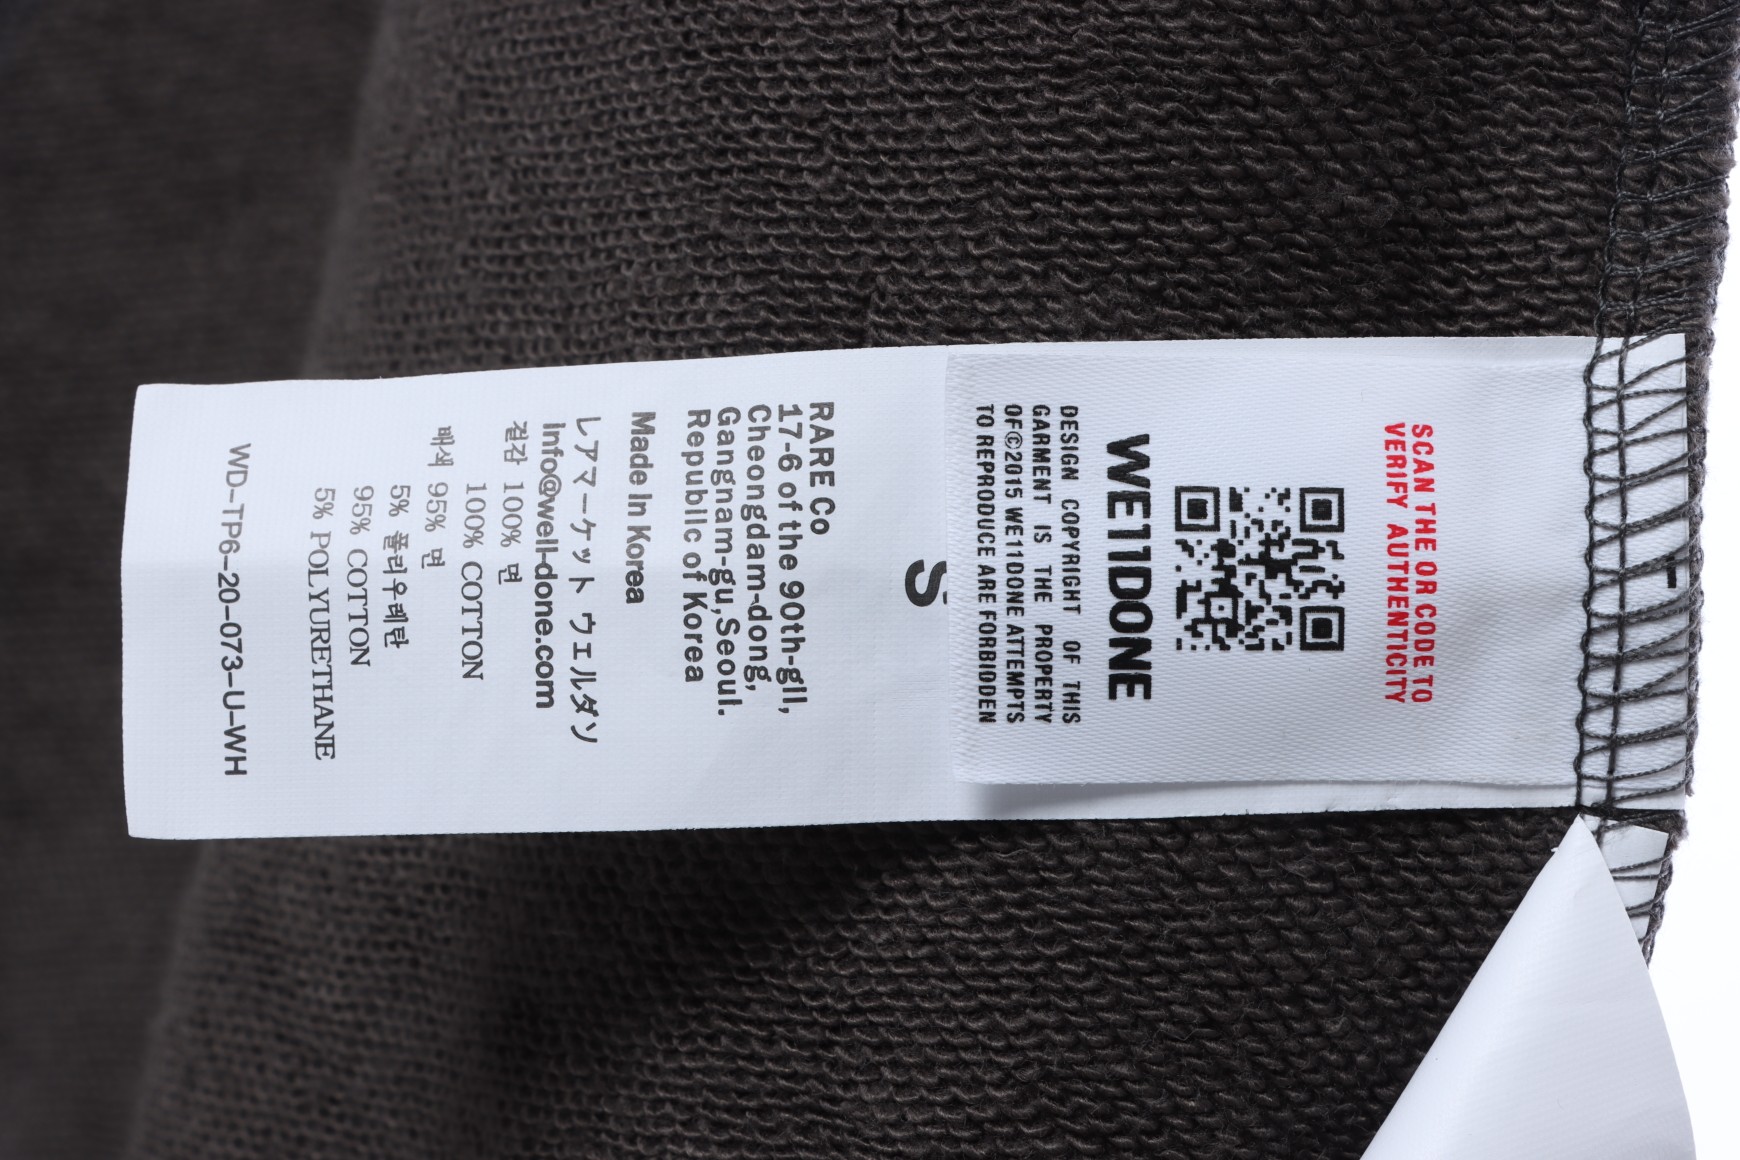 SCAN THE QR CODE TO
VERIFY AUTHENTICITY
WE11DONE
DESIGN COPYRIGHT OF THIS
GARMENT IS THE PROPERTY
OF©2015 WE11DONE ATTEMPTS
TO REPRODUCE ARE FORBIDDEN
S
RARE Co
17-6 of the 90th-gil,
Cheongdam-dong,
Gangnam-gu,Seoul.
Republic of Korea
Made In Korea
レアマーケット ウェルダン
Info@well-done.com
겉감 100% 면
100% COTTON
배색 95% 면
5% 폴리우레탄
95% COTTON
5% POLYURETHANE
WD-TP6-20-073-U-WH